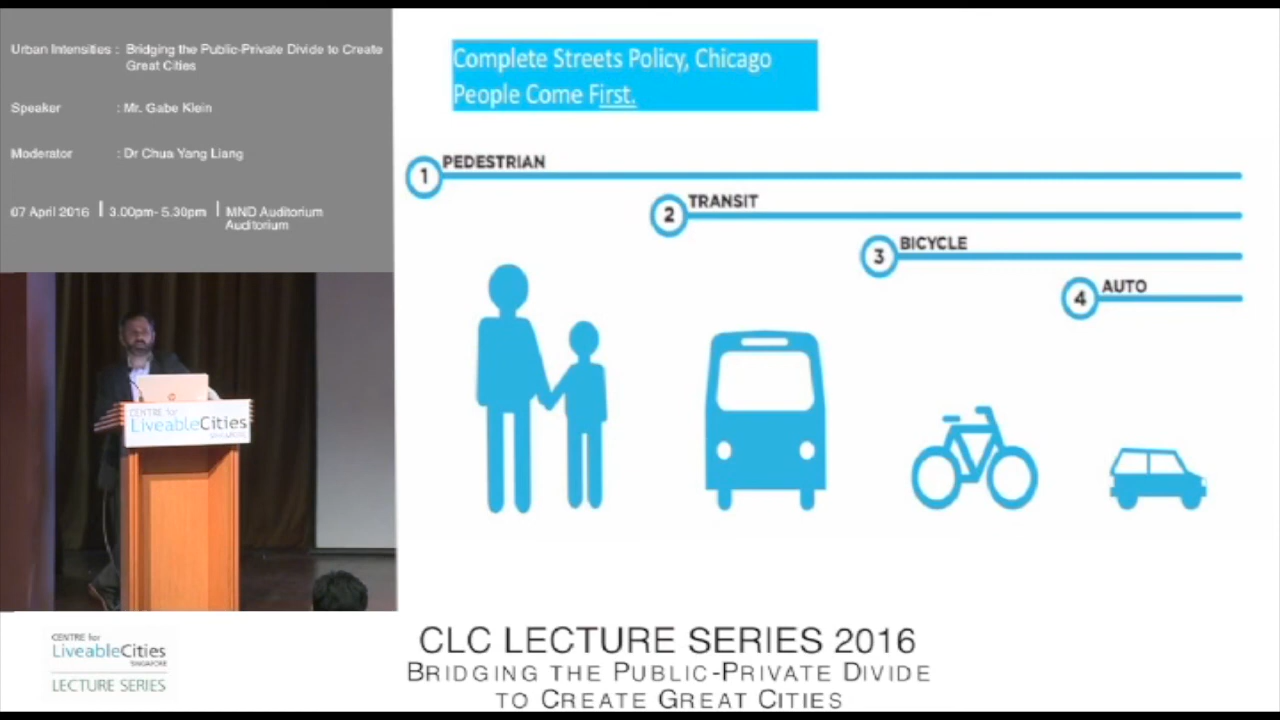 Urban Intensities : Bridging the Public-Private Divide to Create
Great Cities
Speaker : Mr. Gabe Klein
Moderator : Dr Chua Yang Liang
07 April 2016 | 3.00pm- 5.30pm | MND Auditorium
Auditorium
Complete Streets Policy, Chicago
People Come First.
1 PEDESTRIAN
2 TRANSIT
3 BICYCLE
4 AUTO
CENTRE for
LiveableCities
SINGAPORE
CENTRE for
LiveableCities
SINGAPORE
LECTURE SERIES
CLC LECTURE SERIES 2016
BRIDGING THE PUBLIC-PRIVATE DIVIDE
TO CREATE GREAT CITIES